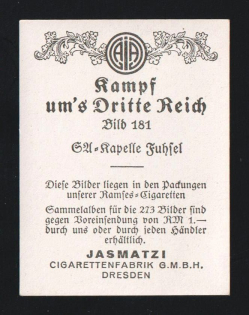 Kampf
um's Dritte Reich
Bild 181
SA-Kapelle Fuhsel
Diese Bilder liegen in den Packungen
unserer Ramses-Cigaretten
Sammelalben für die 273 Bilder sind
gegen Voreinsendung von RM 1.—
durch uns oder durch jeden Händler
erhältlich.
JASMATZI
CIGARETTENFABRIK G.M.B.H.
DRESDEN